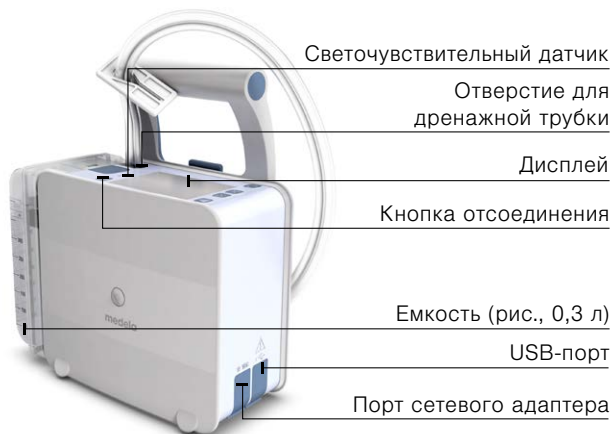 Светочувствительный датчик
Отверстие для
дренажной трубки
Дисплей
Кнопка отсоединения
medela
Емкость (рис., 0,3 л)
USB-порт
Порт сетевого адаптера